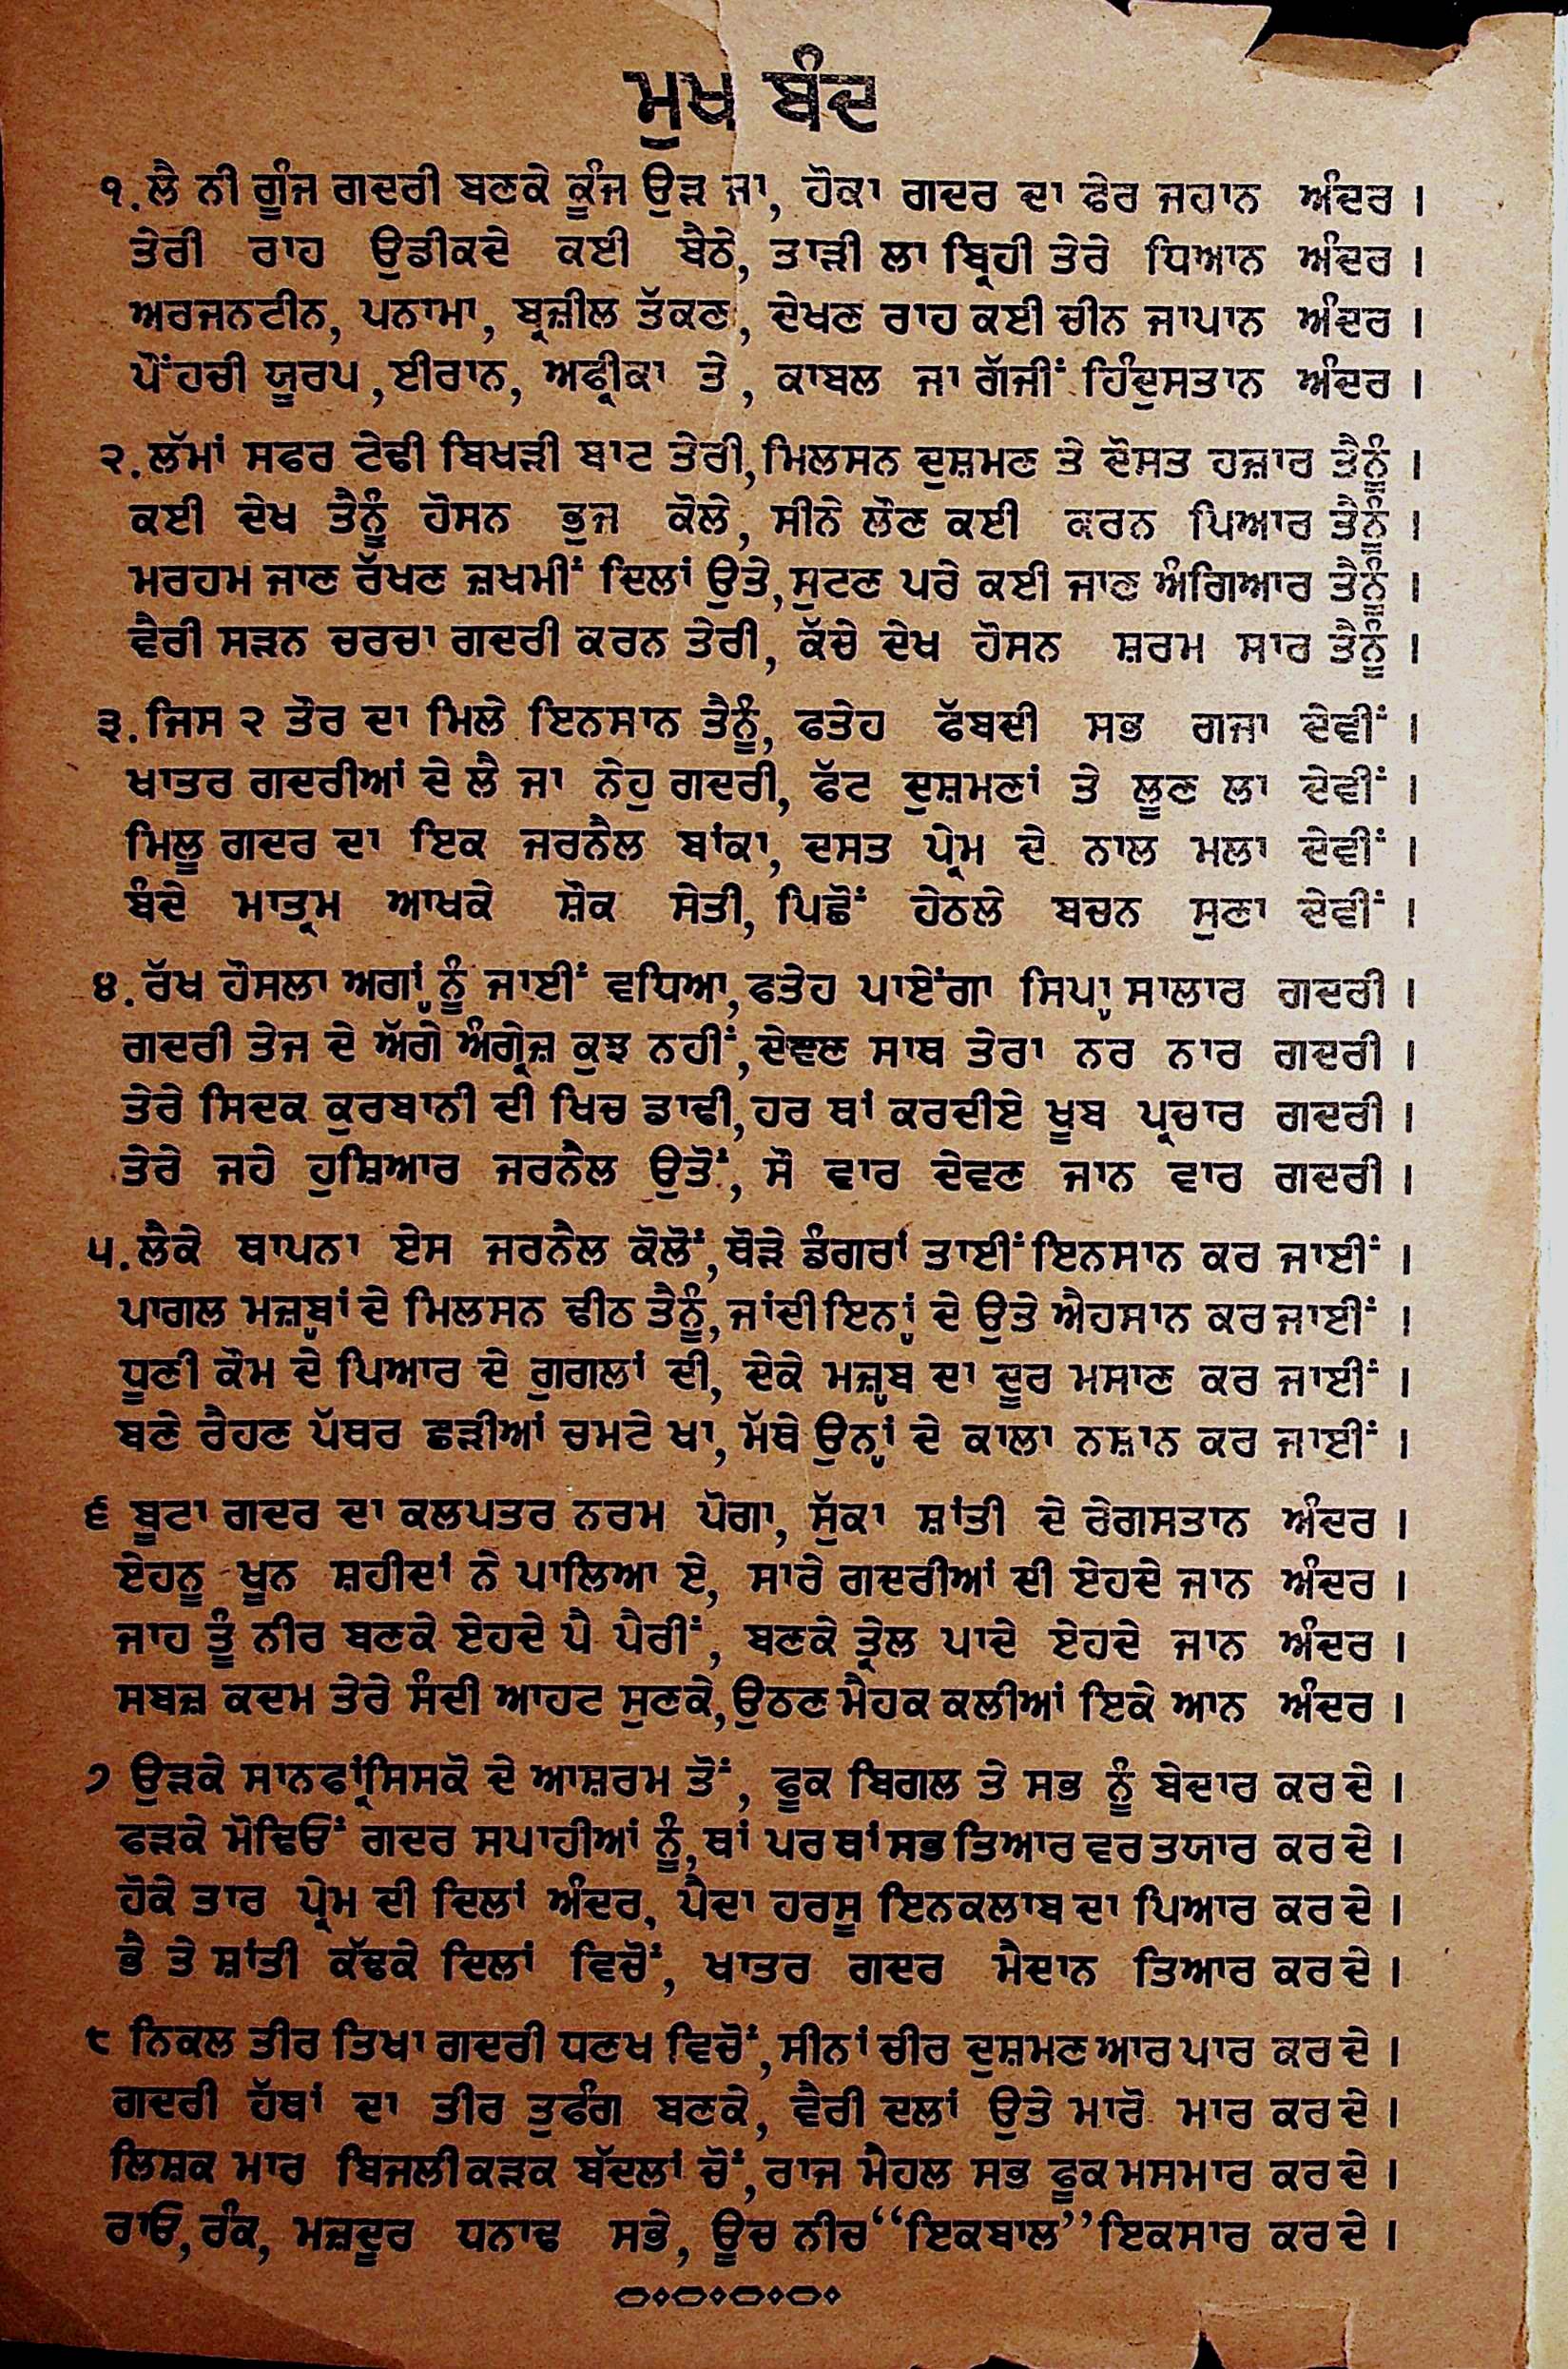 ਮੁਖ ਬੰਦ
੧. ਲੈ ਨੀ ਗੂੰਜ ਗਦਰੀ ਬਣਕੇ ਕੂੰਜ ਉੜ ਜਾ, ਹੋਕਾ ਗਦਰ ਦਾ ਫੇਰ ਜਹਾਨ ਅੰਦਰ ।
ਤੇਰੀ ਰਾਹ ਉਡੀਕਦੇ ਕਈ ਬੈਠੇ, ਤਾੜੀ ਲਾ ਬ੍ਰਿਹੀ ਤੇਰੇ ਧਿਆਨ ਅੰਦਰ ।
ਅਰਜਨਟੀਨ, ਪਨਾਮਾ, ਬ੍ਰਜ਼ੀਲ ਤੱਕਣ, ਦੇਖਣ ਰਾਹ ਕਈ ਚੀਨ ਜਾਪਾਨ ਅੰਦਰ ।
ਪੌਂਹਚੀ ਯੂਰਪ, ਈਰਾਨ, ਅਫ੍ਰੀਕਾ ਤੇ, ਕਾਬਲ ਜਾ ਗੱਜੀਂ ਹਿੰਦੁਸਤਾਨ ਅੰਦਰ ।
੨. ਲੱਮਾਂ ਸਫਰ ਟੇਢੀ ਬਿਖੜੀ ਬਾਟ ਤੇਰੀ, ਮਿਲਸਨ ਦੁਸ਼ਮਣ ਤੇ ਦੋਸਤ ਹਜ਼ਾਰ ਤੈਨੂੰ ।
ਕਈ ਦੇਖ ਤੈਨੂੰ ਹੋਸਨ ਭੁਜ ਕੋਲੇ, ਸੀਨੇ ਲੌਣ ਕਈ ਕਰਨ ਪਿਆਰ ਤੈਨੂੰ ।
ਮਰਹਮ ਜਾਣ ਰੱਖਣ ਜ਼ਖਮੀਂ ਦਿਲਾਂ ਉਤੇ, ਸੁਟਣ ਪਰੇ ਕਈ ਜਾਣ ਅੰਗਿਆਰ ਤੈਨੂੰ ।
ਵੈਰੀ ਸੜਨ ਚਰਚਾ ਗਦਰੀ ਕਰਨ ਤੇਰੀ, ਕੱਚੇ ਦੇਖ ਹੋਸਨ ਸ਼ਰਮ ਸਾਰ ਤੈਨੂੰ ।
੩. ਜਿਸ ੨ ਤੌਰ ਦਾ ਮਿਲੇ ਇਨਸਾਨ ਤੈਨੂੰ, ਫਤੇਹ ਫੱਬਦੀ ਸਭ ਗਜਾ ਦੇਵੀਂ ।
ਖਾਤਰ ਗਦਰੀਆਂ ਦੇ ਲੈ ਜਾ ਨੇਹੁ ਗਦਰੀ, ਫੱਟ ਦੁਸ਼ਮਣਾਂ ਤੇ ਲੂਣ ਲਾ ਦੇਵੀਂ ।
ਮਿਲੂ ਗਦਰ ਦਾ ਇਕ ਜਰਨੈਲ ਬਾਂਕਾ, ਦਸਤ ਪ੍ਰੇਮ ਦੇ ਨਾਲ ਮਲਾ ਦੇਵੀਂ ।
ਬੰਦੇ ਮਾਤ੍ਰਮ ਆਖਕੇ ਸ਼ੌਕ ਸੇਤੀ, ਪਿਛੋਂ ਹੇਠਲੇ ਬਚਨ ਸੁਣਾ ਦੇਵੀਂ ।
੪. ਰੱਖ ਹੌਸਲਾ ਅਗਾਂਹ ਨੂੰ ਜਾਈਂ ਵਧਿਆ, ਫਤੇਹ ਪਾਏਂਗਾ ਸਿਪਾਹ ਸਾਲਾਰ ਗਦਰੀ ।
ਗਦਰੀ ਤੇਜ ਦੇ ਅੱਗੇ ਅੰਗ੍ਰੇਜ਼ ਕੁਝ ਨਹੀਂ, ਦੇਵਣ ਸਾਥ ਤੇਰਾ ਨਰ ਨਾਰ ਗਦਰੀ ।
ਤੇਰੇ ਸਿਦਕ ਕੁਰਬਾਨੀ ਦੀ ਖਿਚ ਡਾਢੀ, ਹਰ ਥਾਂ ਕਰਦੀਏ ਖੂਬ ਪ੍ਰਚਾਰ ਗਦਰੀ ।
ਤੇਰੇ ਜਹੇ ਹੁਸ਼ਿਆਰ ਜਰਨੈਲ ਉਤੋਂ, ਸੌ ਵਾਰ ਦੇਵਣ ਜਾਨ ਵਾਰ ਗਦਰੀ ।
੫. ਲੈਕੇ ਥਾਪਨਾ ਏਸ ਜਰਨੈਲ ਕੋਲੋਂ, ਥੋੜੇ ਡੰਗਰਾਂ ਤਾਈਂ ਇਨਸਾਨ ਕਰ ਜਾਈਂ ।
ਪਾਗਲ ਮਜ਼੍ਹਬਾਂ ਦੇ ਮਿਲਸਨ ਢੀਠ ਤੈਨੂੰ, ਜਾਂਦੀ ਇਨ੍ਹਾਂ ਦੇ ਉਤੇ ਐਹਸਾਨ ਕਰ ਜਾਈਂ ।
ਧੂਣੀ ਕੌਮ ਦੇ ਪਿਆਰ ਦੇ ਗੁਗਲਾਂ ਦੀ, ਦੇਕੇ ਮਜ਼੍ਹਬ ਦਾ ਦੂਰ ਮਸਾਣ ਕਰ ਜਾਈਂ ।
ਬਣੇ ਰੈਹਣ ਪੱਥਰ ਛੜੀਆਂ ਚਮਟੇ ਖਾ, ਮੱਥੇ ਉਨ੍ਹਾਂ ਦੇ ਕਾਲਾ ਨਸ਼ਾਨ ਕਰ ਜਾਈਂ ।
੬ ਬੂਟਾ ਗਦਰ ਦਾ ਕਲਪਤਰ ਨਰਮ ਪੋਗਾ, ਸੁੱਕਾ ਸ਼ਾਂਤੀ ਦੇ ਰੇਗਸਤਾਨ ਅੰਦਰ ।
ਏਹਨੂ ਖੂਨ ਸ਼ਹੀਦਾਂ ਨੇ ਪਾਲਿਆ ਏ, ਸਾਰੇ ਗਦਰੀਆਂ ਦੀ ਏਹਦੇ ਜਾਨ ਅੰਦਰ ।
ਜਾਹ ਤੂੰ ਨੀਰ ਬਣਕੇ ਏਹਦੇ ਪੈ ਪੈਰੀਂ, ਬਣਕੇ ਤ੍ਰੇਲ ਪਾਦੇ ਏਹਦੇ ਜਾਨ ਅੰਦਰ ।
ਸਬਜ਼ ਕਦਮ ਤੇਰੇ ਸੰਦੀ ਆਹਟ ਸੁਣਕੇ, ਉਠਣ ਮੈਹਕ ਕਲੀਆਂ ਇਕੇ ਆਨ ਅੰਦਰ ।
੭ ਉੜਕੇ ਸਾਨਫ੍ਰਾਂਸਿਸਕੋ ਦੇ ਆਸ਼ਰਮ ਤੋਂ, ਫੂਕ ਬਿਗਲ ਤੇ ਸਭ ਨੂੰ ਬੇਦਾਰ ਕਰ ਦੇ ।
ਫੜਕੇ ਮੋਢਿਓਂ ਗਦਰ ਸਪਾਹੀਆਂ ਨੂੰ, ਥਾਂ ਪਰ ਥਾਂ ਸਭ ਤਿਆਰ ਵਰ ਤਯਾਰ ਕਰ ਦੇ ।
ਹੋਕੇ ਤਾਰ ਪ੍ਰੇਮ ਦੀ ਦਿਲਾਂ ਅੰਦਰ, ਪੈਦਾ ਹਰਸੂ ਇਨਕਲਾਬ ਦਾ ਪਿਆਰ ਕਰ ਦੇ ।
ਭੈ ਤੇ ਸ਼ਾਂਤੀ ਕੱਢਕੇ ਦਿਲਾਂ ਵਿਚੋਂ, ਖਾਤਰ ਗਦਰ ਮੈਦਾਨ ਤਿਆਰ ਕਰ ਦੇ ।
੮ ਨਿਕਲ ਤੀਰ ਤਿਖਾ ਗਦਰੀ ਧਣਖ ਵਿਚੋਂ, ਸੀਨਾਂ ਚੀਰ ਦੁਸ਼ਮਣ ਆਰ ਪਾਰ ਕਰ ਦੇ ।
ਗਦਰੀ ਹੱਥਾਂ ਦਾ ਤੀਰ ਤੁਫੰਗ ਬਣਕੇ, ਵੈਰੀ ਦਲਾਂ ਉਤੇ ਮਾਰੋ ਮਾਰ ਕਰ ਦੇ ।
ਲਿਸ਼ਕ ਮਾਰ ਬਿਜਲੀ ਕੜਕ ਬੱਦਲਾਂ ਚੋਂ, ਰਾਜ ਮੈਹਲ ਸਭ ਫੂਕ ਮਸਮਾਰ ਕਰ ਦੇ ।
ਰਾਓ, ਰੰਕ, ਮਜ਼ਦੂਰ ਧਨਾਢ ਸਭੇ, ਊਚ ਨੀਚ “ਇਕਬਾਲ” ਇਕਸਾਰ ਕਰ ਦੇ ।